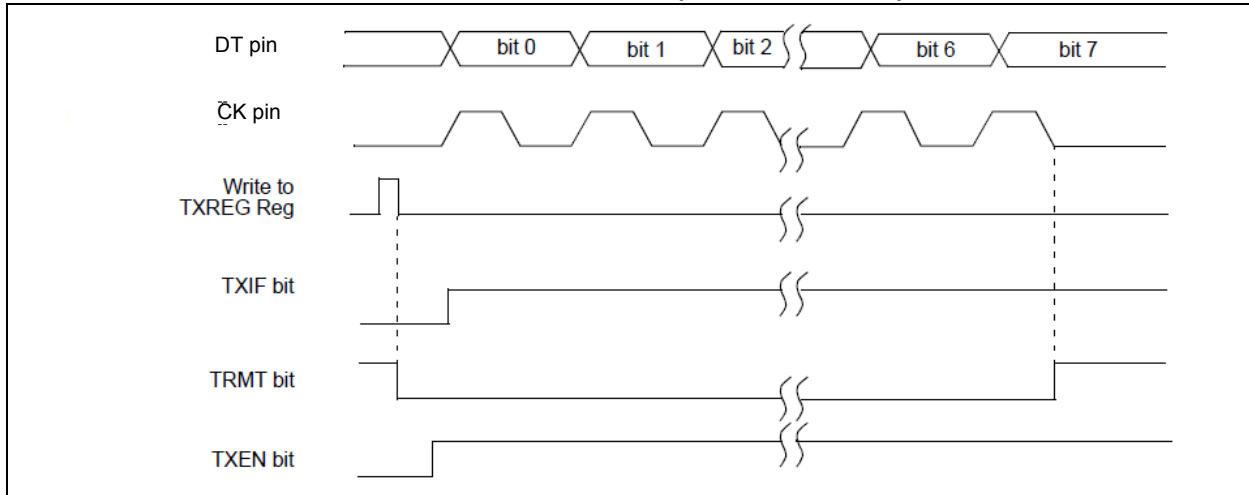 DT pin
bit 0
bit 1
bit 2
bit 6
bit 7
CK pin
Write to
TXREG Reg
TXIF bit
TRMT bit
TXEN bit